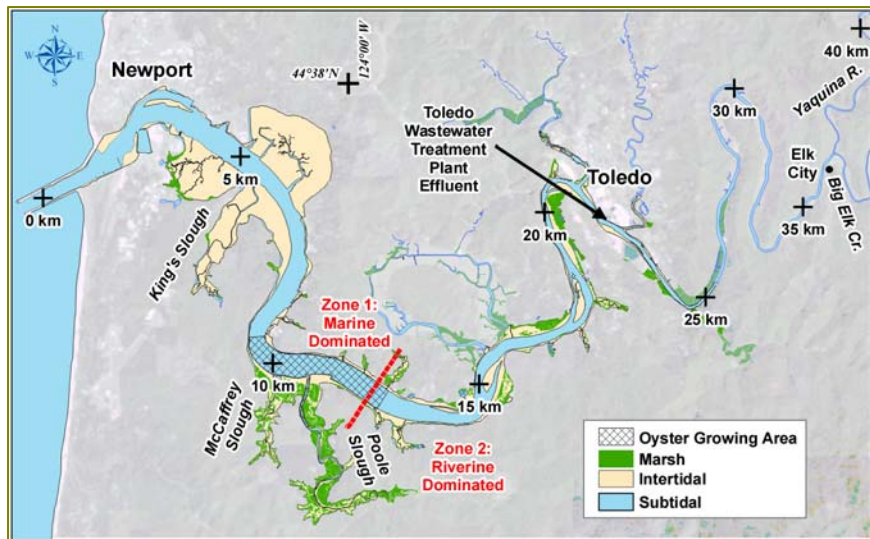 N
W
E
S
Newport
44°38'N
124°00' W
40 km
Yaquina R.
30 km
Toledo
Wastewater
Treatment
Plant
Effluent
Toledo
Elk
City
Big Elk Cr.
5 km
0 km
King's Slough
20 km
35 km
25 km
Zone 1:
Marine
Dominated
10 km
15 km
McCaffrey
Slough
Poole
Slough
Zone 2:
Riverine
Dominated
Oyster Growing Area
Marsh
Intertidal
Subtidal